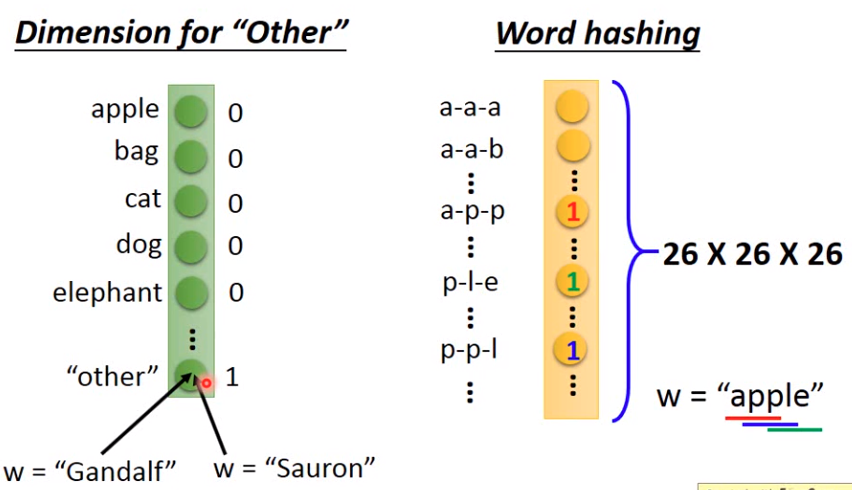 Dimension for “Other”
apple 0
bag 0
cat 0
dog 0
elephant 0
⋮
“other” 1
w = “Gandalf” w = “Sauron”
Word hashing
a-a-a
a-a-b
⋮ ⋮
a-p-p 1
⋮ ⋮
p-l-e 1
⋮ ⋮
p-p-l 1
⋮ ⋮
26 X 26 X 26
w = “apple”